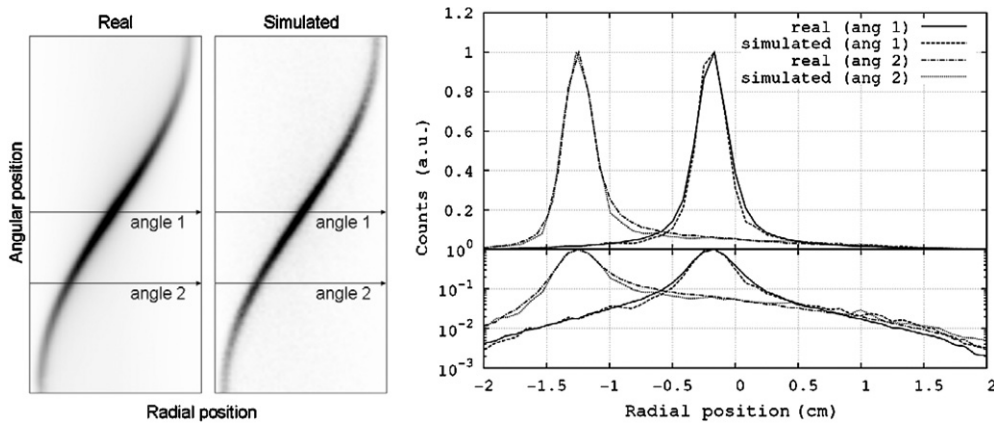 Real
Simulated
Angular position
angle 1
angle 2
angle 1
angle 2
Radial position
1.2
1
0.8
0.6
0.4
0.2
10⁰
10⁻¹
10⁻²
10⁻³
Counts (a.u.)
real (ang 1)
simulated (ang 1)
real (ang 2)
simulated (ang 2)
-2 -1.5 -1 -0.5 0 0.5 1 1.5 2
Radial position (cm)